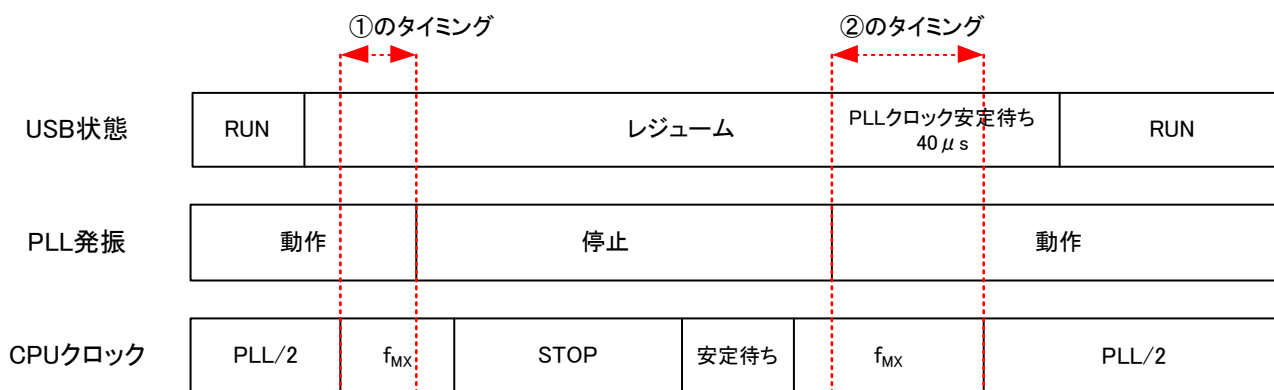 ①のタイミング ②のタイミング
USB状態 RUN レジューム PLLクロック安定待ち
40μs RUN
PLL発振 動作 停止 動作
CPUクロック PLL/2 fMX STOP 安定待ち fMX PLL/2